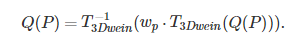 Q(P) = T_{3Dwein}^{-1}(w_p · T_{3Dwein}(Q(P))).